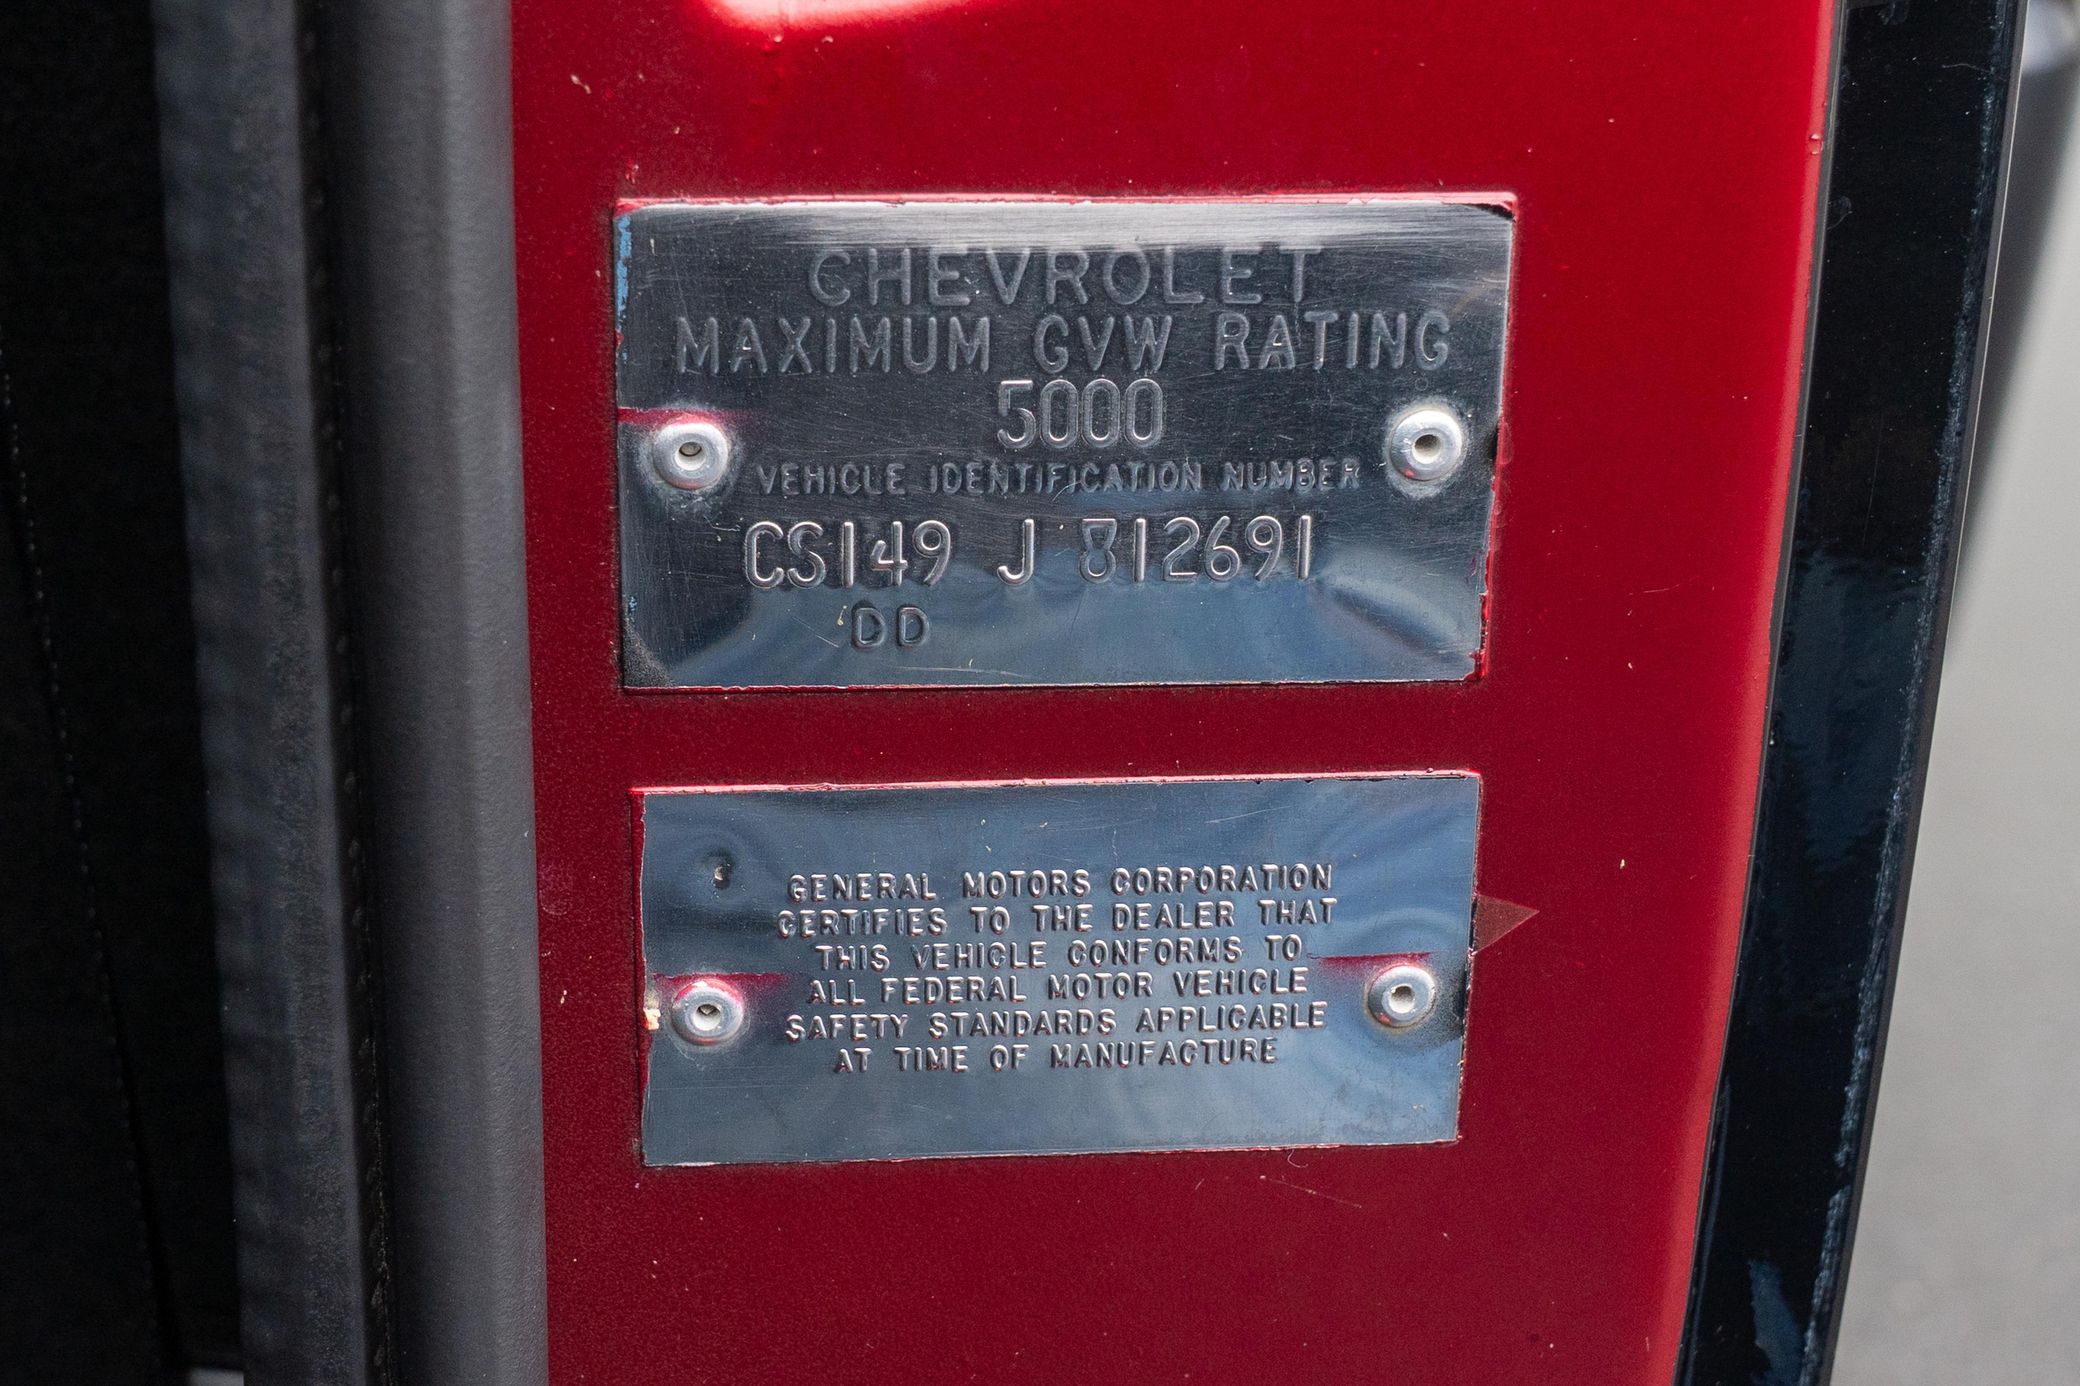 CHEVROLET
MAXIMUM GVW RATING
5000
VEHICLE IDENTIFICATION NUMBER
CS149 J 812691
DD
GENERAL MOTORS CORPORATION
CERTIFIES TO THE DEALER THAT
THIS VEHICLE CONFORMS TO
ALL FEDERAL MOTOR VEHICLE
SAFETY STANDARDS APPLICABLE
AT TIME OF MANUFACTURE